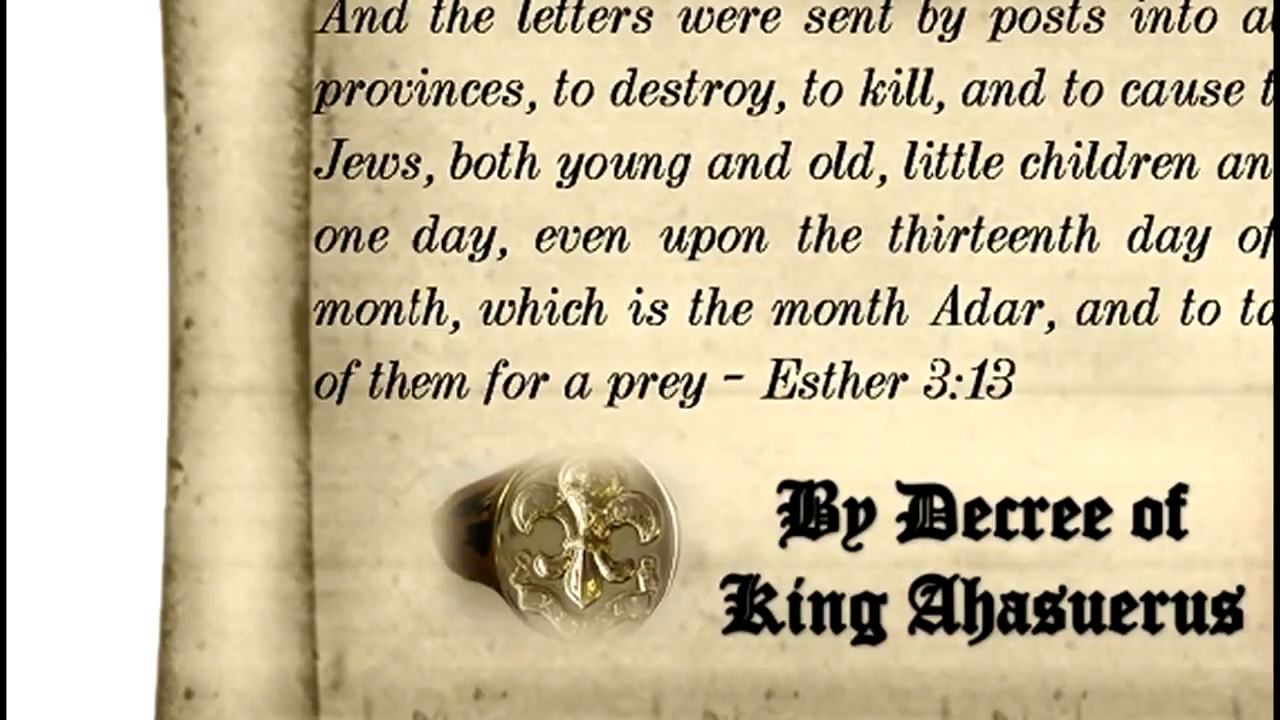 And the letters were sent by posts into
provinces, to destroy, to kill, and to cause
Jews, both young and old, little children
one day, even upon the thirteenth day of
month, which is the month Adar, and to
of them for a prey - Esther 3:13
By Decree of
King Ahasuerus